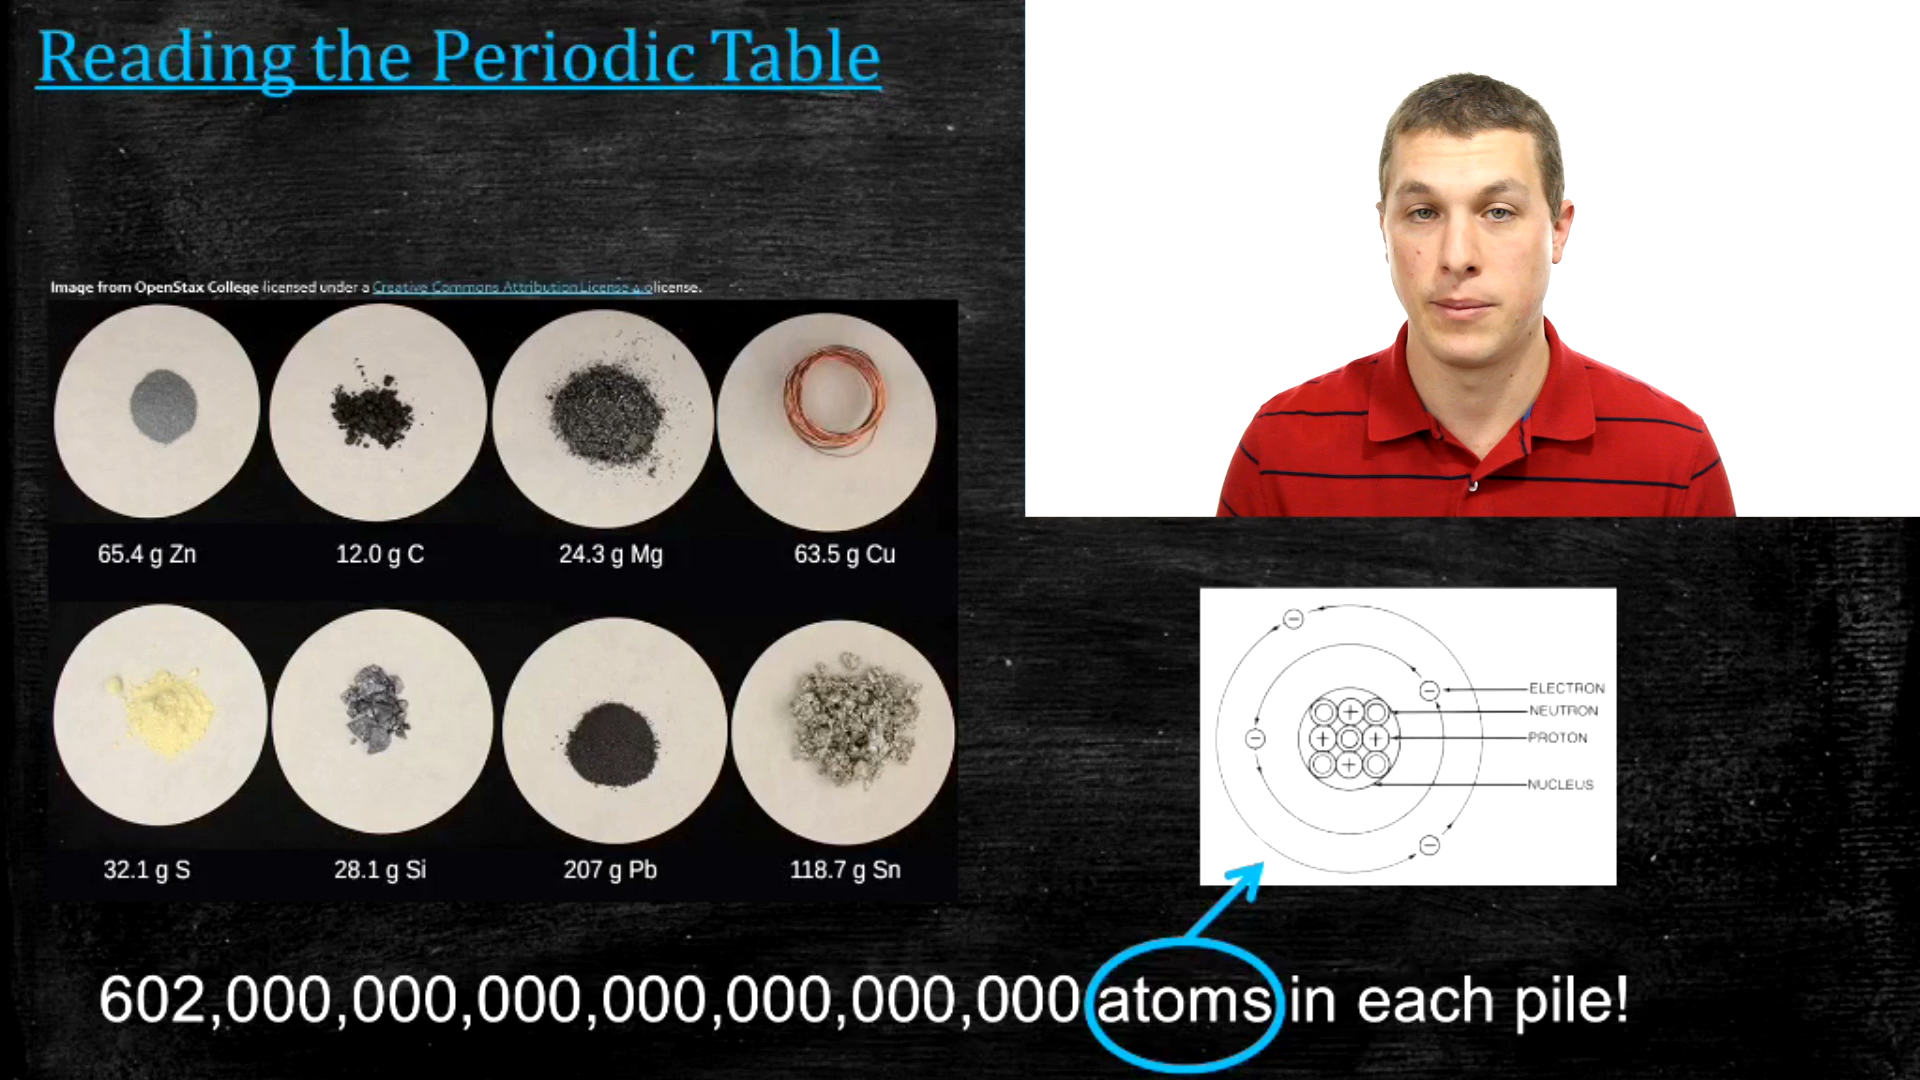 Reading the Periodic Table
Image from OpenStax College licensed under a Creative Commons Attribution License 4.0license.
65.4 g Zn
12.0 g C
24.3 g Mg
63.5 g Cu
32.1 g S
28.1 g Si
207 g Pb
118.7 g Sn
ELECTRON
NEUTRON
PROTON
NUCLEUS
602,000,000,000,000,000,000,000 atoms in each pile!